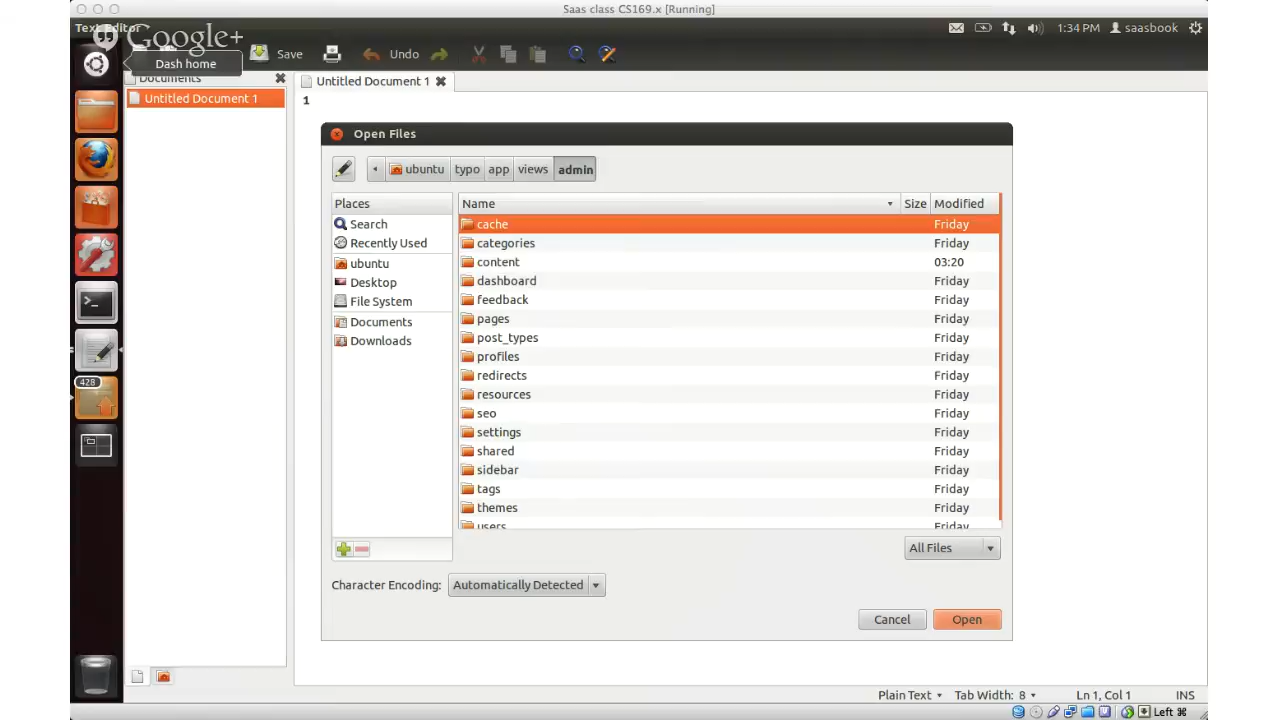 Saas class CS169.x [Running]
Text Editor
1:34 PM
saasbook
Google+
Dash home
Save
Undo
Documents
Untitled Document 1
Untitled Document 1
1
Open Files
ubuntu
typo
app
views
admin
Places
Name
Size
Modified
Search
cache
Friday
Recently Used
categories
Friday
ubuntu
content
03:20
Desktop
dashboard
Friday
File System
feedback
Friday
Documents
pages
Friday
Downloads
post_types
Friday
profiles
Friday
redirects
Friday
428
resources
Friday
seo
Friday
settings
Friday
shared
Friday
sidebar
Friday
tags
Friday
themes
Friday
users
Friday
All Files
Character Encoding:
Automatically Detected
Cancel
Open
Plain Text
Tab Width: 8
Ln 1, Col 1
INS
Left ⌘